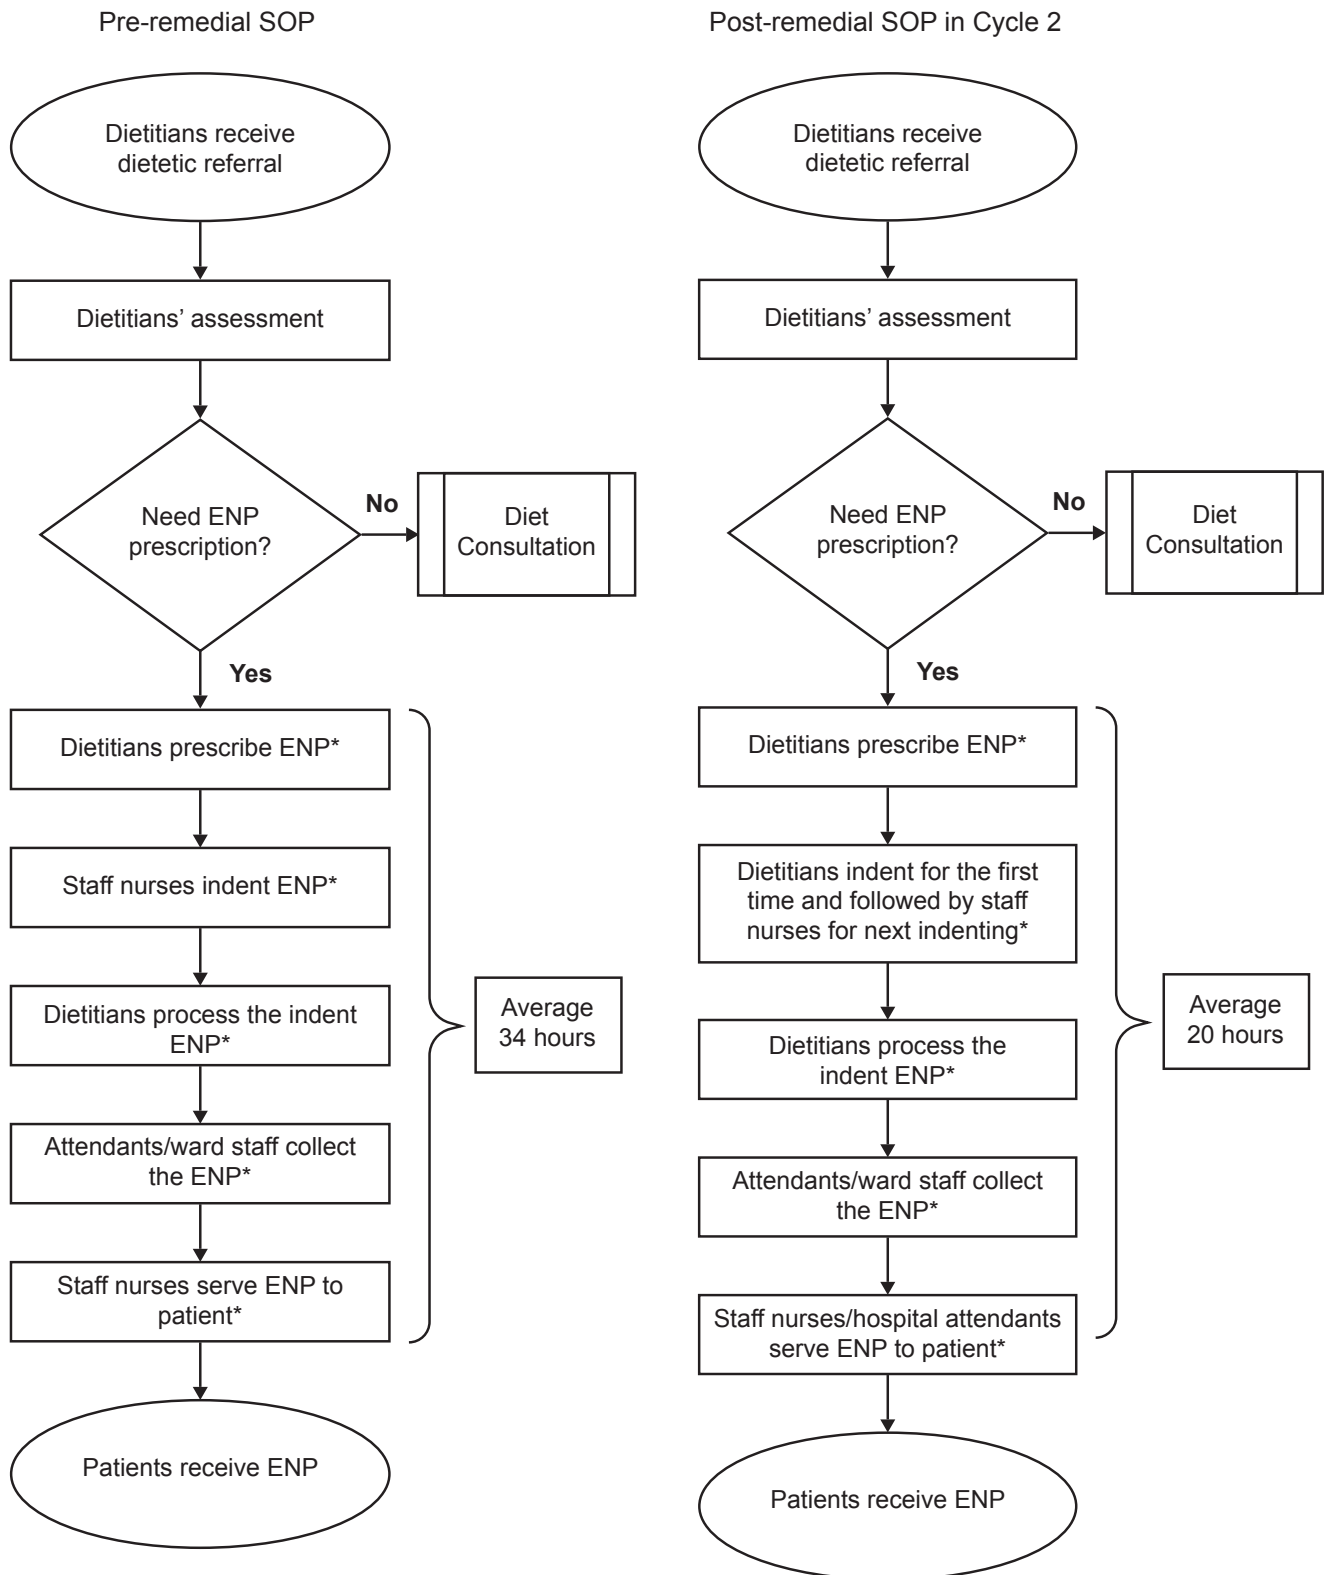 Pre-remedial SOP
Dietitians receive
dietetic referral
Dietitians’ assessment
Need ENP
prescription?
No
Diet
Consultation
Yes
Dietitians prescribe ENP*
Staff nurses indent ENP*
Dietitians process the indent
ENP*
Attendants/ward staff collect
the ENP*
Staff nurses serve ENP to
patient*
Average
34 hours
Patients receive ENP
Post-remedial SOP in Cycle 2
Dietitians receive
dietetic referral
Dietitians’ assessment
Need ENP
prescription?
No
Diet
Consultation
Yes
Dietitians prescribe ENP*
Dietitians indent for the first
time and followed by staff
nurses for next indenting*
Dietitians process the
indent ENP*
Attendants/ward staff collect
the ENP*
Staff nurses/hospital attendants
serve ENP to patient*
Average
20 hours
Patients receive ENP